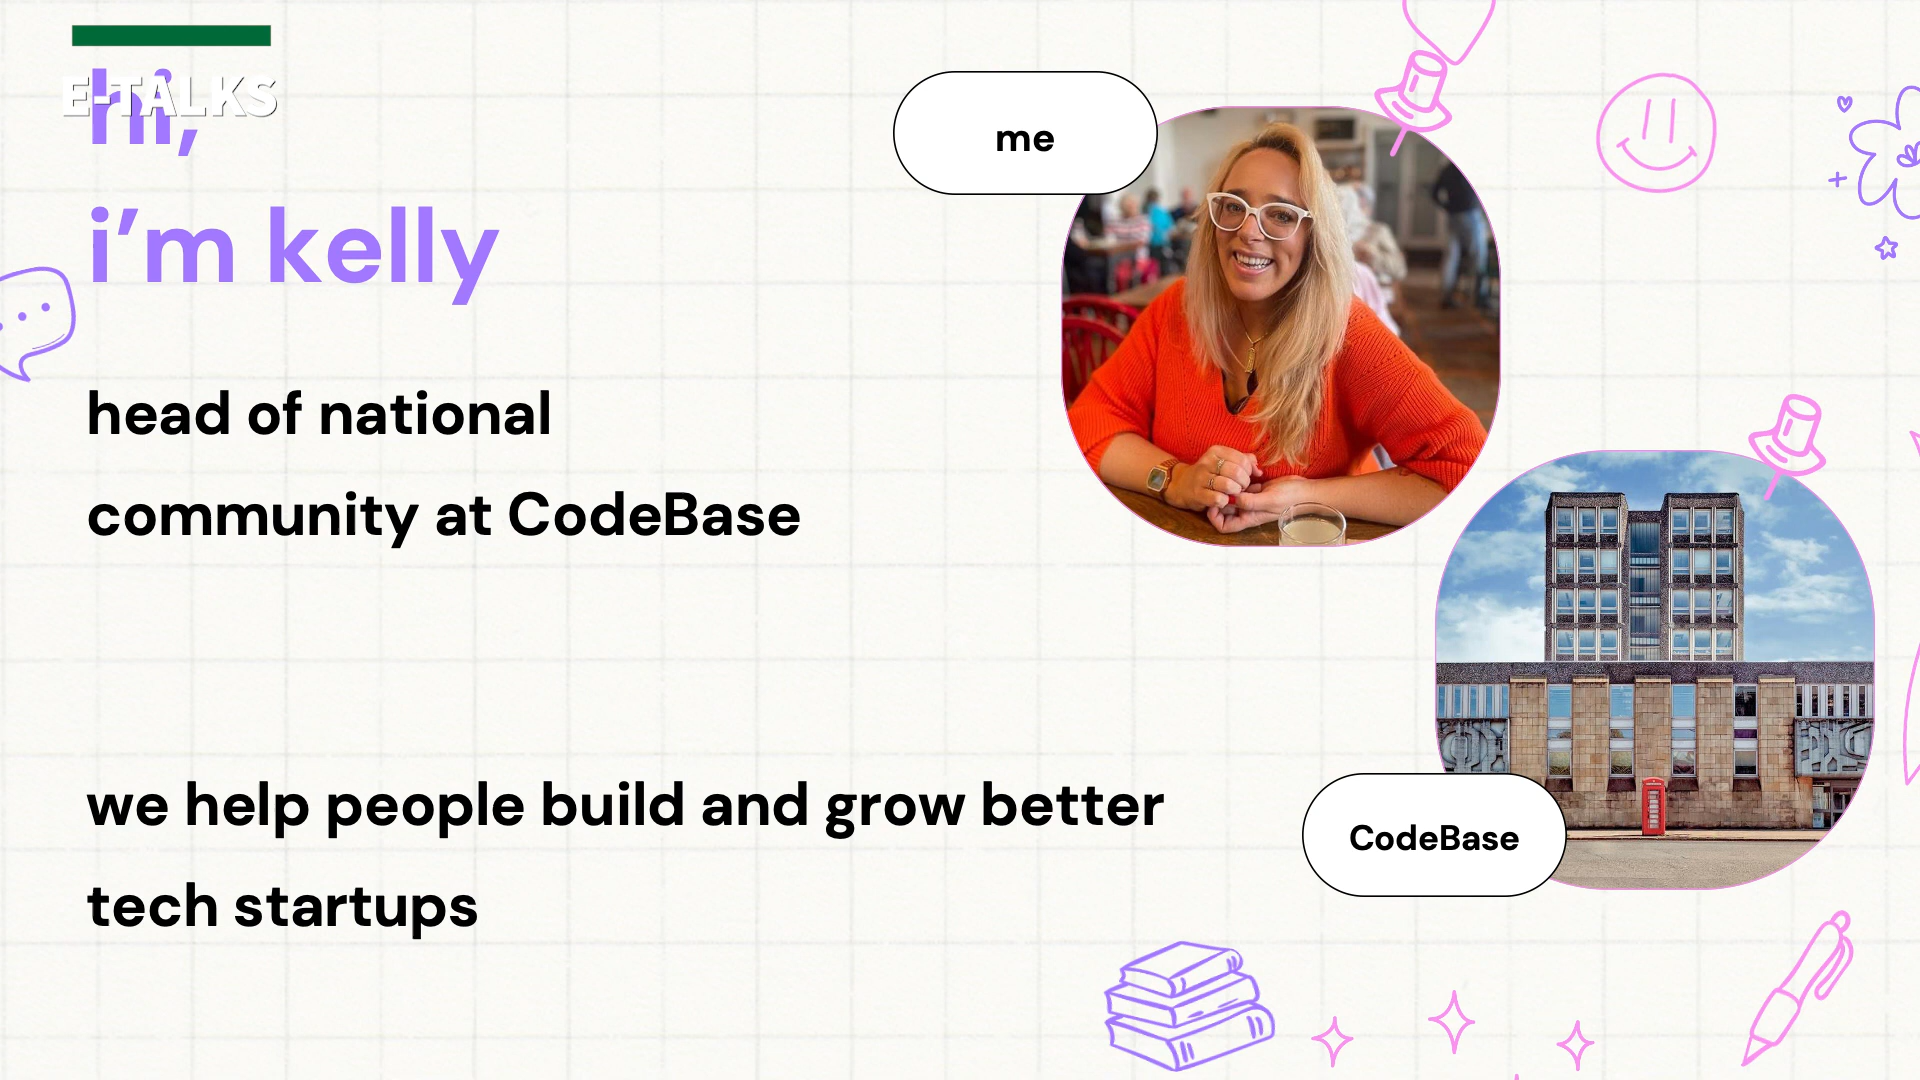 E-TALKS
hi,
i’m kelly
me
head of national
community at CodeBase
we help people build and grow better
tech startups
CodeBase